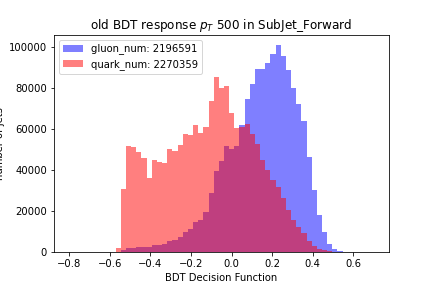 old BDT response p_T 500 in SubJet_Forward
gluon_num: 2196591
quark_num: 2270359
100000
80000
60000
40000
20000
0
−0.8 −0.6 −0.4 −0.2 0.0 0.2 0.4 0.6
BDT Decision Function